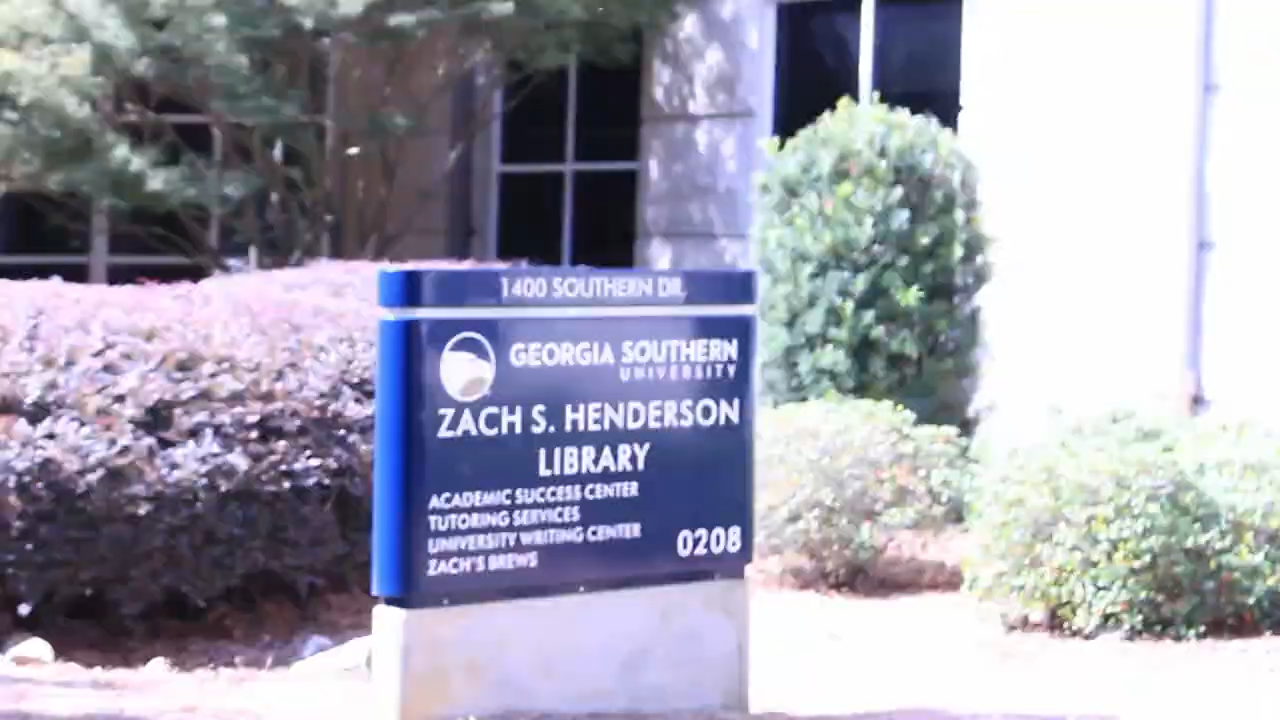 1400 SOUTHERN DR.
GEORGIA SOUTHERN
UNIVERSITY
ZACH S. HENDERSON
LIBRARY
ACADEMIC SUCCESS CENTER
TUTORING SERVICES
UNIVERSITY WRITING CENTER
ZACH'S BREWS
0208